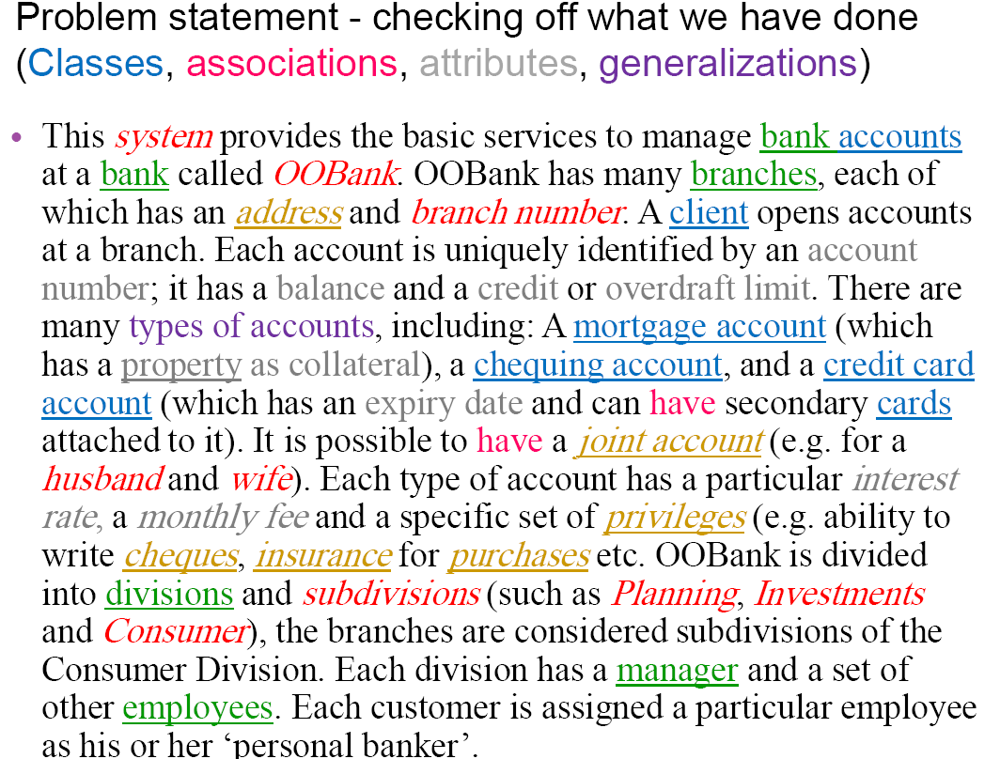 Problem statement - checking off what we have done
(Classes, associations, attributes, generalizations)
• This system provides the basic services to manage bank accounts
at a bank called OOBank. OOBank has many branches, each of
which has an address and branch number. A client opens accounts
at a branch. Each account is uniquely identified by an account
number; it has a balance and a credit or overdraft limit. There are
many types of accounts, including: A mortgage account (which
has a property as collateral), a chequing account, and a credit card
account (which has an expiry date and can have secondary cards
attached to it). It is possible to have a joint account (e.g. for a
husband and wife). Each type of account has a particular interest
rate, a monthly fee and a specific set of privileges (e.g. ability to
write cheques, insurance for purchases etc. OOBank is divided
into divisions and subdivisions (such as Planning, Investments
and Consumer), the branches are considered subdivisions of the
Consumer Division. Each division has a manager and a set of
other employees. Each customer is assigned a particular employee
as his or her ‘personal banker’.